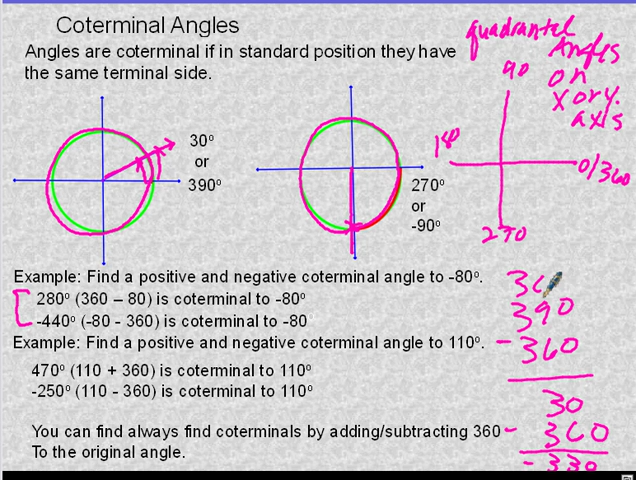 Coterminal Angles
Angles are coterminal if in standard position they have
the same terminal side.
quadrantal
Angles
on
x or y.
axis
90
180
0/360
270
30º
or
390º
270º
or
-90º
Example: Find a positive and negative coterminal angle to -80º.
280º (360 – 80) is coterminal to -80º
-440º (-80 - 360) is coterminal to -80
Example: Find a positive and negative coterminal angle to 110º.
470º (110 + 360) is coterminal to 110º
-250º (110 - 360) is coterminal to 110º
You can find always find coterminals by adding/subtracting 360
To the original angle.
390
- 360
30
- 360
- 330